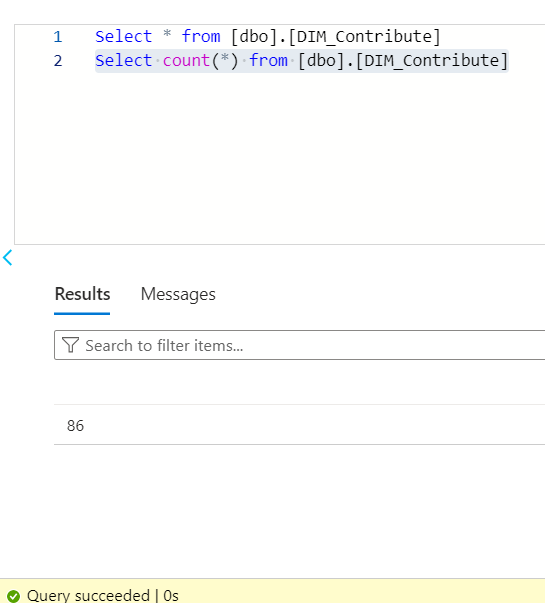 1 Select * from [dbo].[DIM_Contribute]
2 Select count(*) from [dbo].[DIM_Contribute]
Results Messages
Search to filter items...
86
Query succeeded | 0s